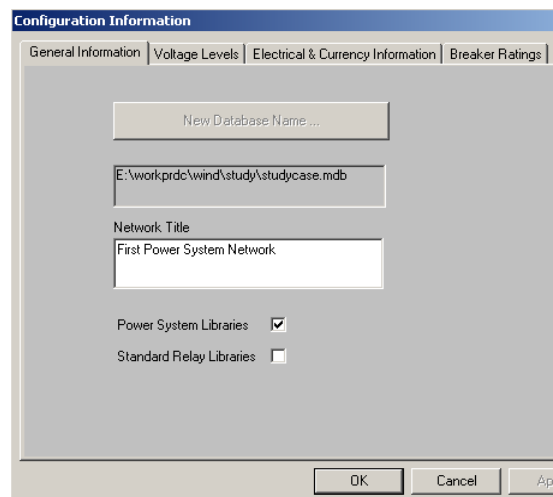 Configuration Information
General Information Voltage Levels Electrical & Currency Information Breaker Ratings
New Database Name ...
E:\workprdc\wind\study\studycase.mdb
Network Title
First Power System Network
Power System Libraries
Standard Relay Libraries
OK Cancel Ap